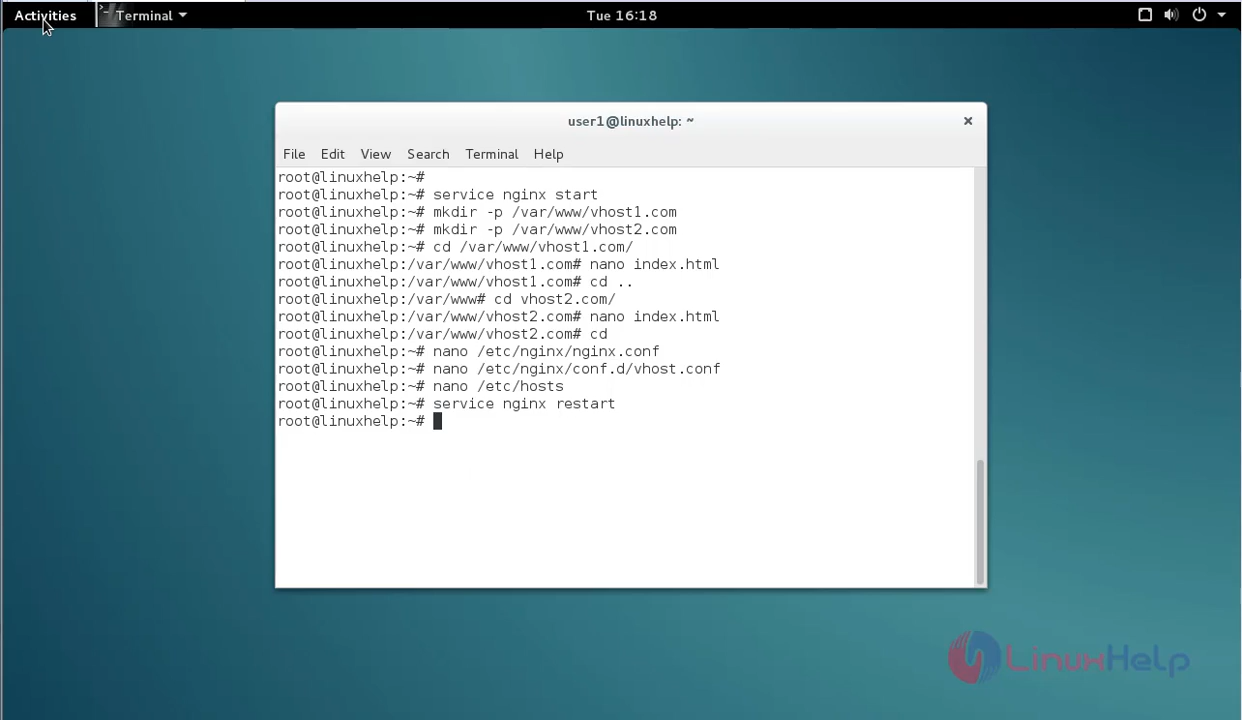 Activities
Terminal
Tue 16:18
user1@linuxhelp: ~
File Edit View Search Terminal Help
root@linuxhelp:~#
root@linuxhelp:~# service nginx start
root@linuxhelp:~# mkdir -p /var/www/vhost1.com
root@linuxhelp:~# mkdir -p /var/www/vhost2.com
root@linuxhelp:~# cd /var/www/vhost1.com/
root@linuxhelp:/var/www/vhost1.com# nano index.html
root@linuxhelp:/var/www/vhost1.com# cd ..
root@linuxhelp:/var/www# cd vhost2.com/
root@linuxhelp:/var/www/vhost2.com# nano index.html
root@linuxhelp:/var/www/vhost2.com# cd
root@linuxhelp:~# nano /etc/nginx/nginx.conf
root@linuxhelp:~# nano /etc/nginx/conf.d/vhost.conf
root@linuxhelp:~# nano /etc/hosts
root@linuxhelp:~# service nginx restart
root@linuxhelp:~#
LinuxHelp